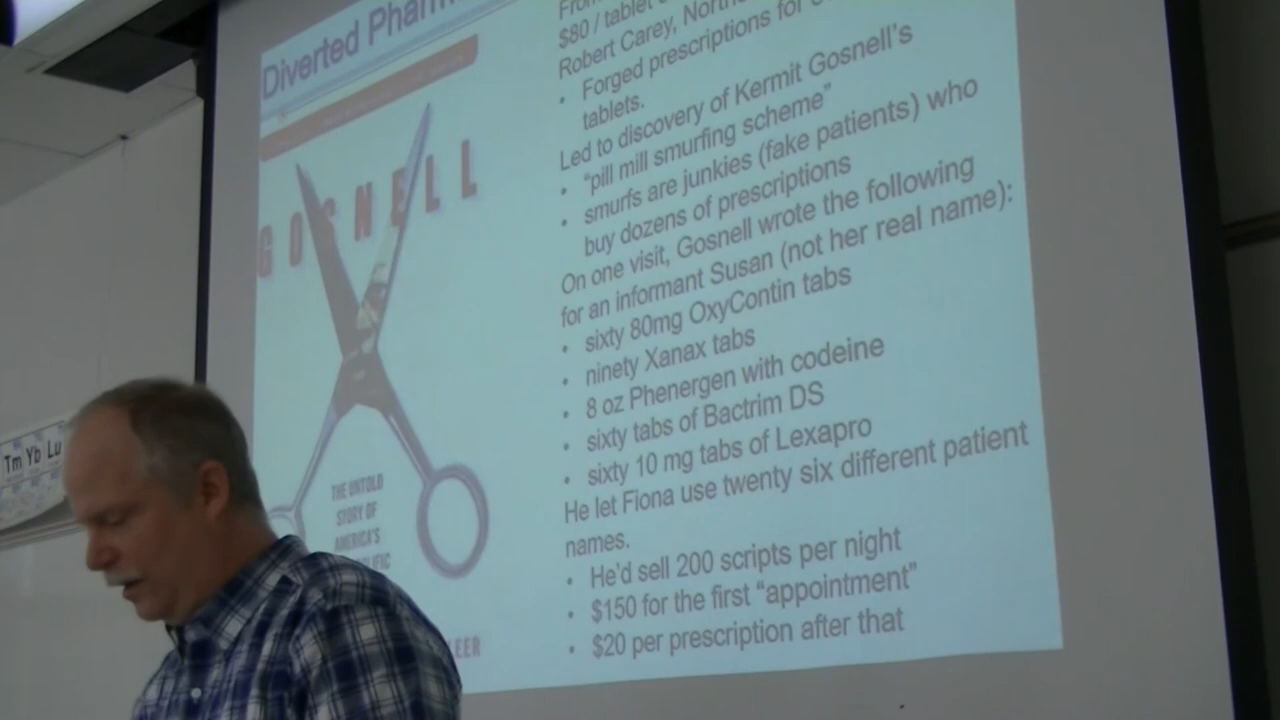 Diverted Pharm
From
$80 / tablet
Robert Carey, North
• Forged prescriptions for
tablets.
Led to discovery of Kermit Gosnell's
• "pill mill smurfing scheme"
• smurfs are junkies (fake patients) who
buy dozens of prescriptions
On one visit, Gosnell wrote the following
for an informant Susan (not her real name):
• sixty 80mg OxyContin tabs
• ninety Xanax tabs
• 8 oz Phenergen with codeine
• sixty tabs of Bactrim DS
• sixty 10 mg tabs of Lexapro
He let Fiona use twenty six different patient
names.
• He'd sell 200 scripts per night
• $150 for the first "appointment"
• $20 per prescription after that
GOSNELL
THE UNTOLD
STORY OF
AMERICA'S
IFIC
LEER
Tm Yb Lu